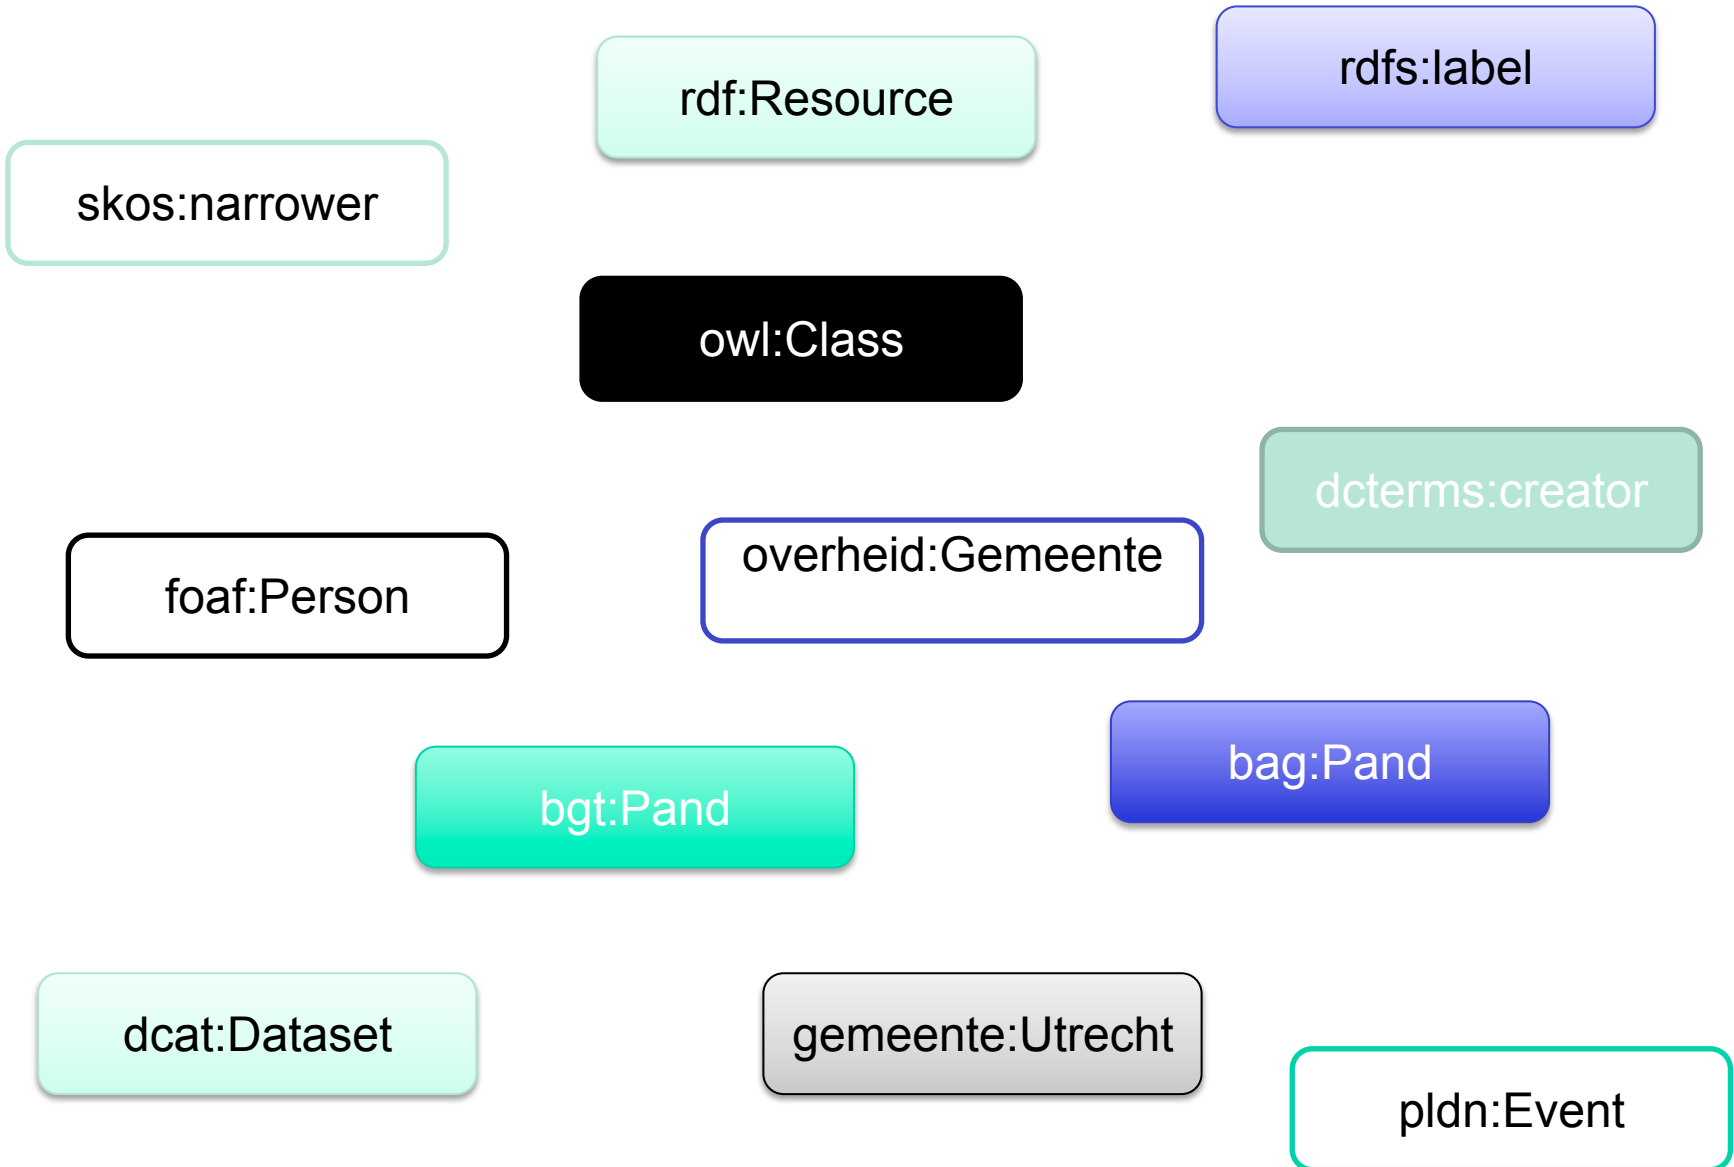 rdfs:label
rdf:Resource
skos:narrower
owl:Class
dcterms:creator
overheid:Gemeente
foaf:Person
bag:Pand
bgt:Pand
dcat:Dataset
gemeente:Utrecht
pldn:Event